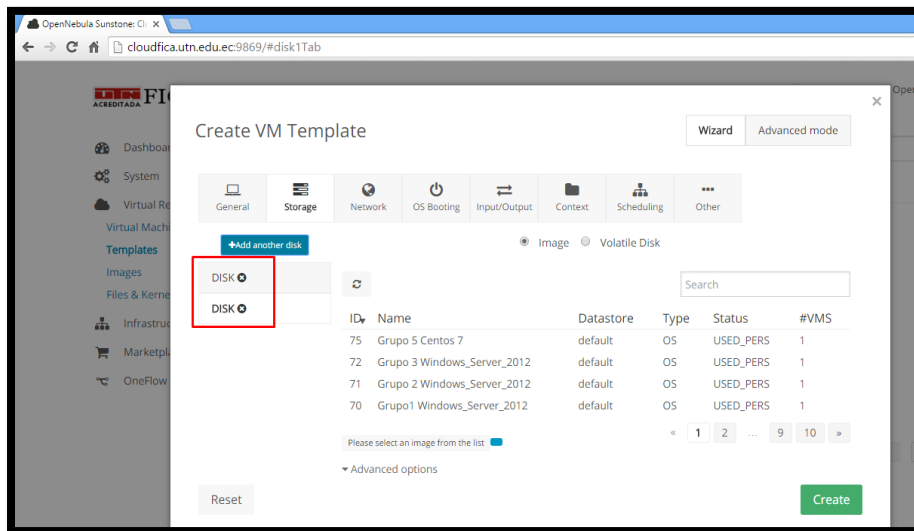 OpenNebula Sunstone: Cl
cloudfica.utn.edu.ec:9869/#disk1Tab
UTN FI
ACREDITADA
Oper
Create VM Template
Wizard Advanced mode
Dashboar
System
Virtual Re
Virtual Machi
Templates
Images
Files & Kerne
Infrastruc
Marketpla
OneFlow
General Storage Network OS Booting Input/Output Context Scheduling Other
+Add another disk
Image Volatile Disk
DISK
DISK
Search
ID Name Datastore Type Status #VMS
75 Grupo 5 Centos 7 default OS USED_PERS 1
72 Grupo 3 Windows_Server_2012 default OS USED_PERS 1
71 Grupo 2 Windows_Server_2012 default OS USED_PERS 1
70 Grupo1 Windows_Server_2012 default OS USED_PERS 1
« 1 2 ... 9 10 »
Please select an image from the list
Advanced options
Reset
Create